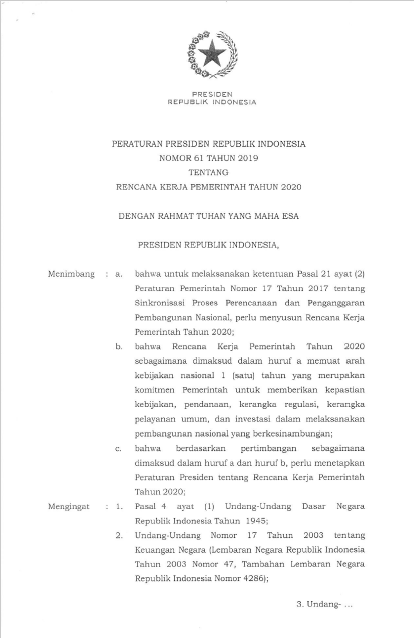 PRESIDEN
REPUBLIK INDONESIA
PERATURAN PRESIDEN REPUBLIK INDONESIA
NOMOR 61 TAHUN 2019
TENTANG
RENCANA KERJA PEMERINTAH TAHUN 2020
DENGAN RAHMAT TUHAN YANG MAHA ESA
PRESIDEN REPUBLIK INDONESIA,
Menimbang : a. bahwa untuk melaksanakan ketentuan Pasal 21 ayat (2)
Peraturan Pemerintah Nomor 17 Tahun 2017 tentang
Sinkronisasi Proses Perencanaan dan Penganggaran
Pembangunan Nasional, perlu menyusun Rencana Kerja
Pemerintah Tahun 2020;
b. bahwa Rencana Kerja Pemerintah Tahun 2020
sebagaimana dimaksud dalam huruf a memuat arah
kebijakan nasional 1 (satu) tahun yang merupakan
komitmen Pemerintah untuk memberikan kepastian
kebijakan, pendanaan, kerangka regulasi, kerangka
pelayanan umum, dan investasi dalam melaksanakan
pembangunan nasional yang berkesinambungan;
c. bahwa berdasarkan pertimbangan sebagaimana
dimaksud dalam huruf a dan huruf b, perlu menetapkan
Peraturan Presiden tentang Rencana Kerja Pemerintah
Tahun 2020;
Mengingat : 1. Pasal 4 ayat (1) Undang-Undang Dasar Negara
Republik Indonesia Tahun 1945;
2. Undang-Undang Nomor 17 Tahun 2003 tentang
Keuangan Negara (Lembaran Negara Republik Indonesia
Tahun 2003 Nomor 47, Tambahan Lembaran Negara
Republik Indonesia Nomor 4286);
3. Undang- ...